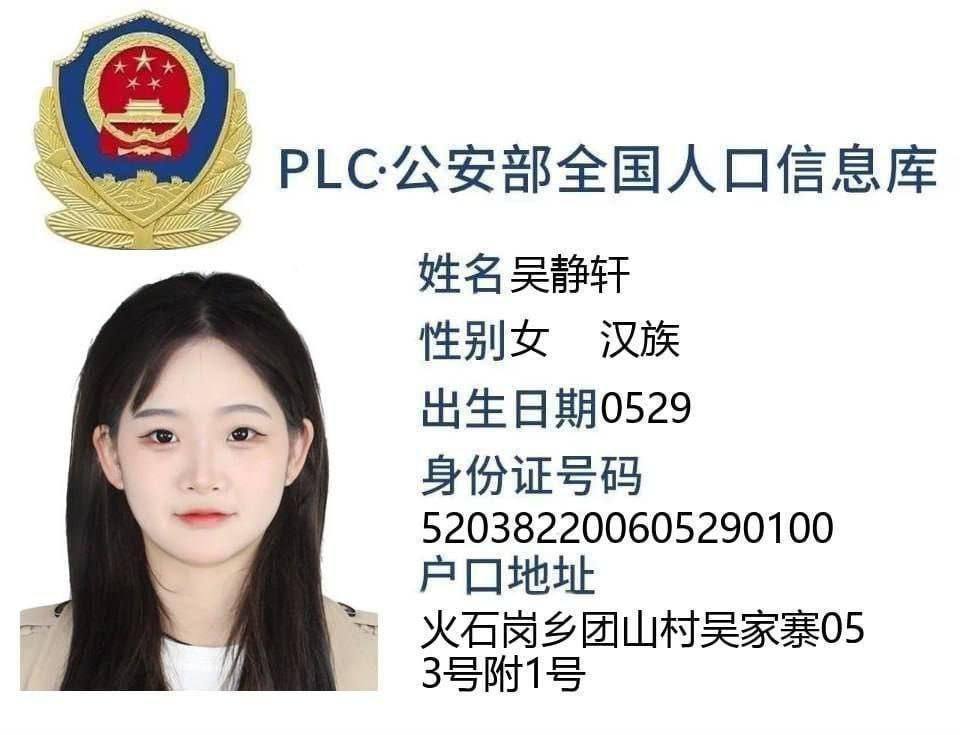 PLC·公安部全国人口信息库
姓名吴静轩
性别女 汉族
出生日期0529
身份证号码
520382200605290100
户口地址
火石岗乡团山村吴家寨05
3号附1号